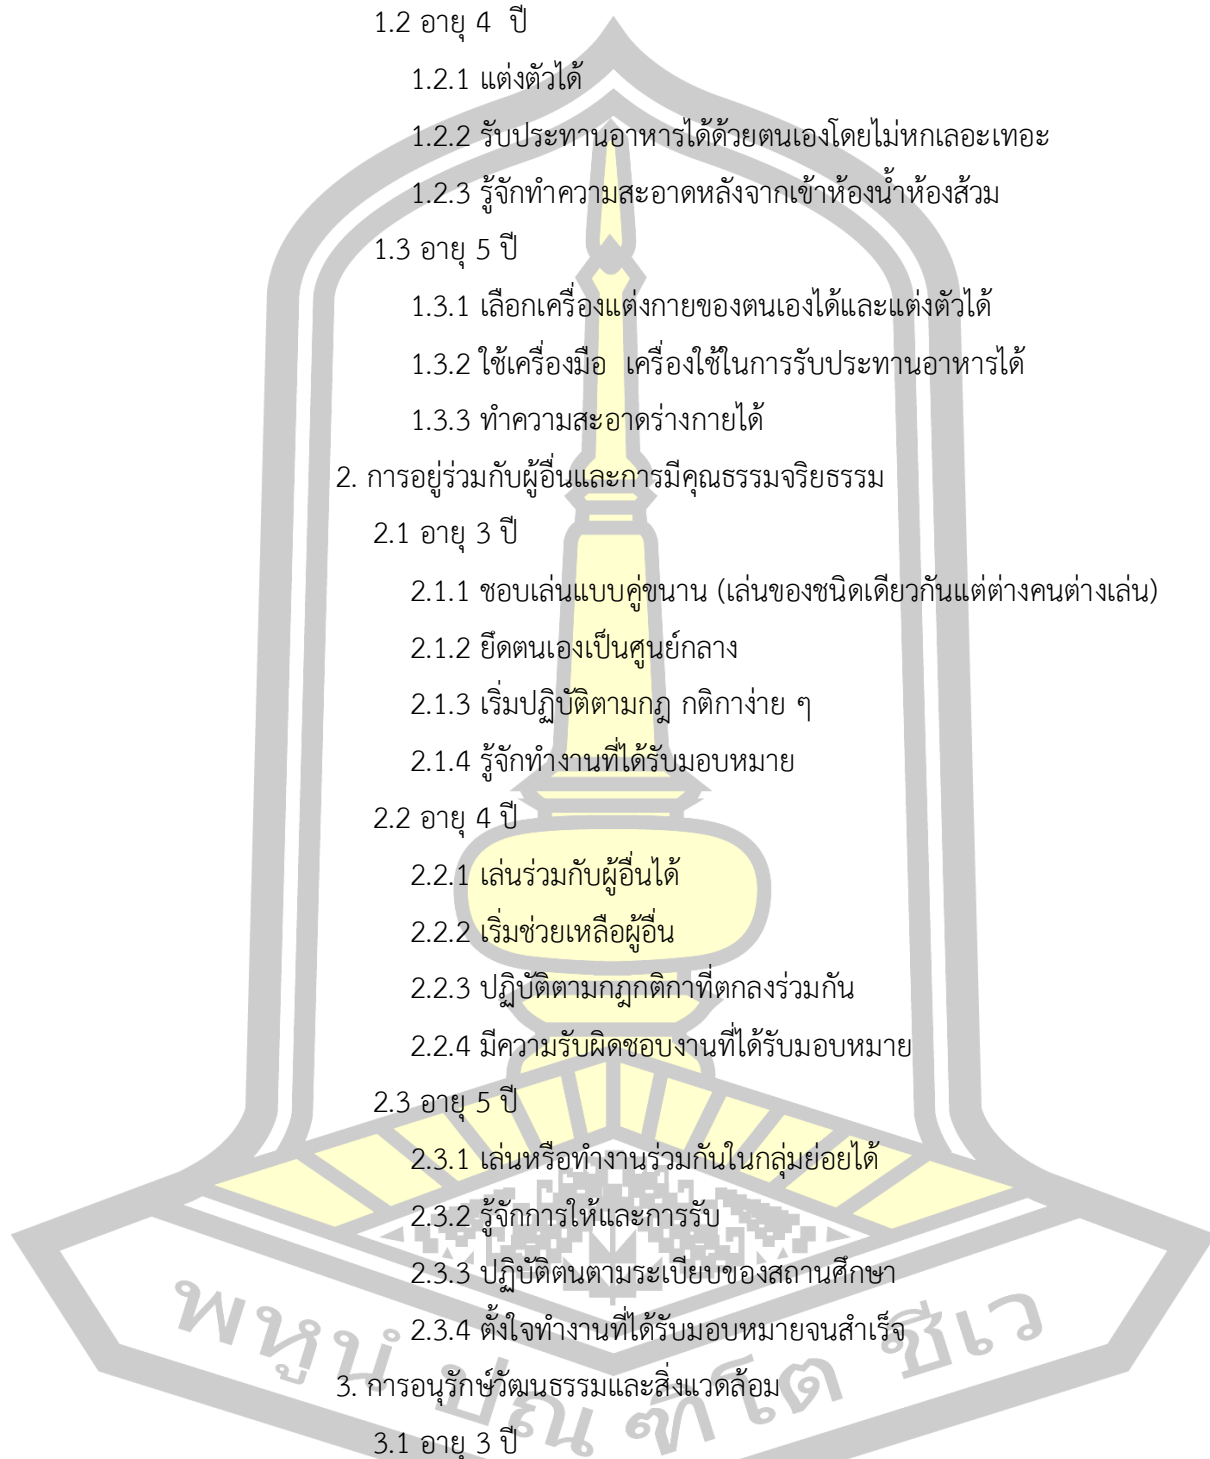 1.2 อายุ 4 ปี
1.2.1 แต่งตัวได้
1.2.2 รับประทานอาหารได้ด้วยตนเองโดยไม่หกเลอะเทอะ
1.2.3 รู้จักทำความสะอาดหลังจากเข้าห้องน้ำห้องส้วม
1.3 อายุ 5 ปี
1.3.1 เลือกเครื่องแต่งกายของตนเองได้และแต่งตัวได้
1.3.2 ใช้เครื่องมือ เครื่องใช้ในการรับประทานอาหารได้
1.3.3 ทำความสะอาดร่างกายได้
2. การอยู่ร่วมกับผู้อื่นและการมีคุณธรรมจริยธรรม
2.1 อายุ 3 ปี
2.1.1 ชอบเล่นแบบคู่ขนาน (เล่นของชนิดเดียวกันแต่ต่างคนต่างเล่น)
2.1.2 ยึดตนเองเป็นศูนย์กลาง
2.1.3 เริ่มปฏิบัติตามกฎ กติกาง่าย ๆ
2.1.4 รู้จักทำงานที่ได้รับมอบหมาย
2.2 อายุ 4 ปี
2.2.1 เล่นร่วมกับผู้อื่นได้
2.2.2 เริ่มช่วยเหลือผู้อื่น
2.2.3 ปฏิบัติตามกฎกติกาที่ตกลงร่วมกัน
2.2.4 มีความรับผิดชอบงานที่ได้รับมอบหมาย
2.3 อายุ 5 ปี
2.3.1 เล่นหรือทำงานร่วมกันในกลุ่มย่อยได้
2.3.2 รู้จักการให้และการรับ
2.3.3 ปฏิบัติตนตามระเบียบของสถานศึกษา
2.3.4 ตั้งใจทำงานที่ได้รับมอบหมายจนสำเร็จ
3. การอนุรักษ์วัฒนธรรมและสิ่งแวดล้อม
3.1 อายุ 3 ปี
พหูนํ ปณฺฑิโต ชีเว